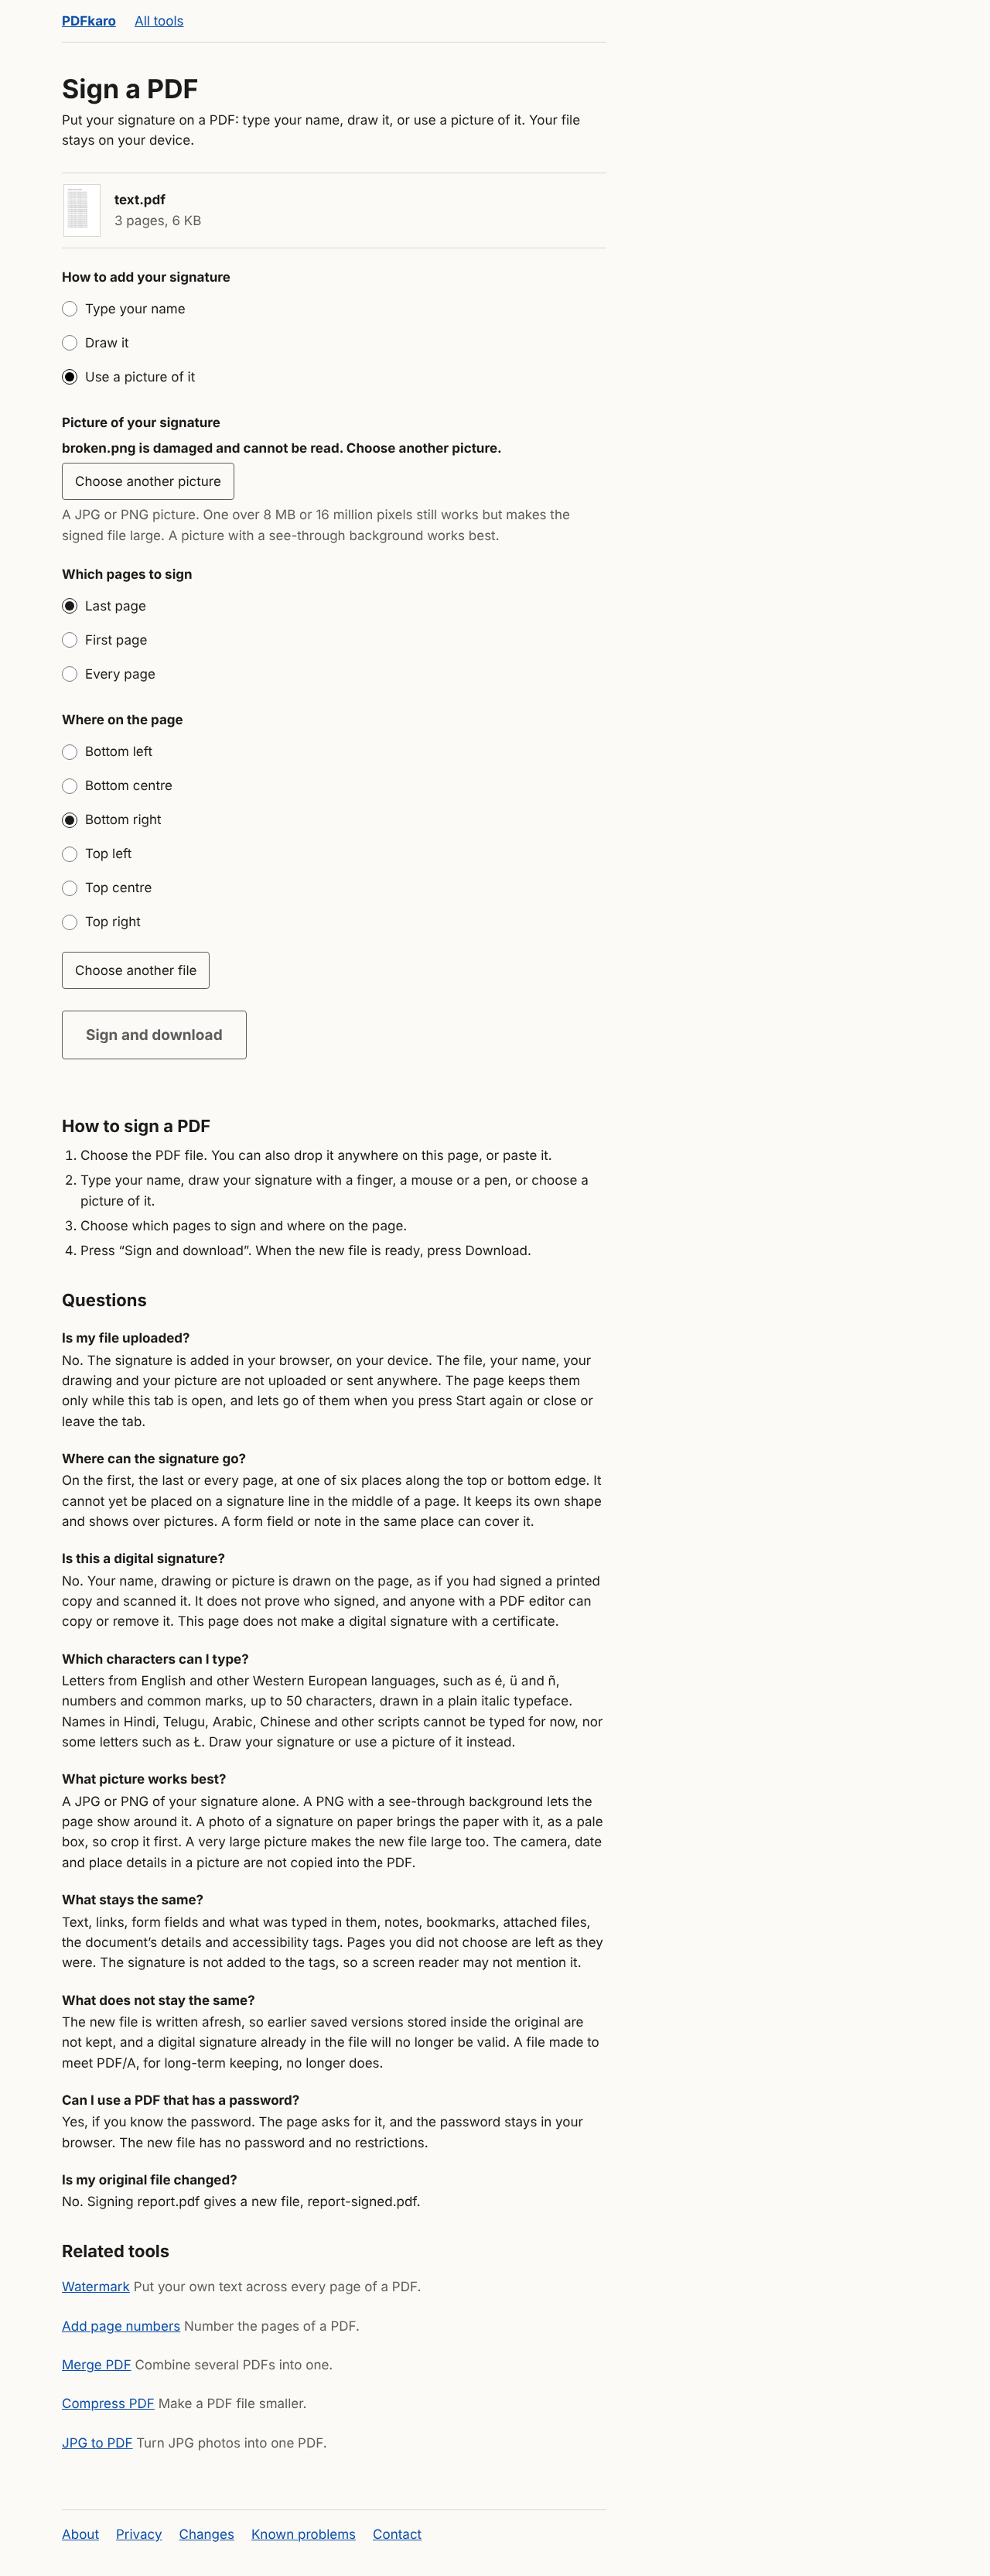 PDFkaro All tools
Sign a PDF
Put your signature on a PDF: type your name, draw it, or use a picture of it. Your file
stays on your device.
text.pdf
3 pages, 6 KB
How to add your signature
Type your name
Draw it
Use a picture of it
Picture of your signature
broken.png is damaged and cannot be read. Choose another picture.
Choose another picture
A JPG or PNG picture. One over 8 MB or 16 million pixels still works but makes the
signed file large. A picture with a see-through background works best.
Which pages to sign
Last page
First page
Every page
Where on the page
Bottom left
Bottom centre
Bottom right
Top left
Top centre
Top right
Choose another file
Sign and download
How to sign a PDF
1. Choose the PDF file. You can also drop it anywhere on this page, or paste it.
2. Type your name, draw your signature with a finger, a mouse or a pen, or choose a
picture of it.
3. Choose which pages to sign and where on the page.
4. Press “Sign and download”. When the new file is ready, press Download.
Questions
Is my file uploaded?
No. The signature is added in your browser, on your device. The file, your name, your
drawing and your picture are not uploaded or sent anywhere. The page keeps them
only while this tab is open, and lets go of them when you press Start again or close or
leave the tab.
Where can the signature go?
On the first, the last or every page, at one of six places along the top or bottom edge. It
cannot yet be placed on a signature line in the middle of a page. It keeps its own shape
and shows over pictures. A form field or note in the same place can cover it.
Is this a digital signature?
No. Your name, drawing or picture is drawn on the page, as if you had signed a printed
copy and scanned it. It does not prove who signed, and anyone with a PDF editor can
copy or remove it. This page does not make a digital signature with a certificate.
Which characters can I type?
Letters from English and other Western European languages, such as é, ü and ñ,
numbers and common marks, up to 50 characters, drawn in a plain italic typeface.
Names in Hindi, Telugu, Arabic, Chinese and other scripts cannot be typed for now, nor
some letters such as Ł. Draw your signature or use a picture of it instead.
What picture works best?
A JPG or PNG of your signature alone. A PNG with a see-through background lets the
page show around it. A photo of a signature on paper brings the paper with it, as a pale
box, so crop it first. A very large picture makes the new file large too. The camera, date
and place details in a picture are not copied into the PDF.
What stays the same?
Text, links, form fields and what was typed in them, notes, bookmarks, attached files,
the document’s details and accessibility tags. Pages you did not choose are left as they
were. The signature is not added to the tags, so a screen reader may not mention it.
What does not stay the same?
The new file is written afresh, so earlier saved versions stored inside the original are
not kept, and a digital signature already in the file will no longer be valid. A file made to
meet PDF/A, for long-term keeping, no longer does.
Can I use a PDF that has a password?
Yes, if you know the password. The page asks for it, and the password stays in your
browser. The new file has no password and no restrictions.
Is my original file changed?
No. Signing report.pdf gives a new file, report-signed.pdf.
Related tools
Watermark Put your own text across every page of a PDF.
Add page numbers Number the pages of a PDF.
Merge PDF Combine several PDFs into one.
Compress PDF Make a PDF file smaller.
JPG to PDF Turn JPG photos into one PDF.
About Privacy Changes Known problems Contact